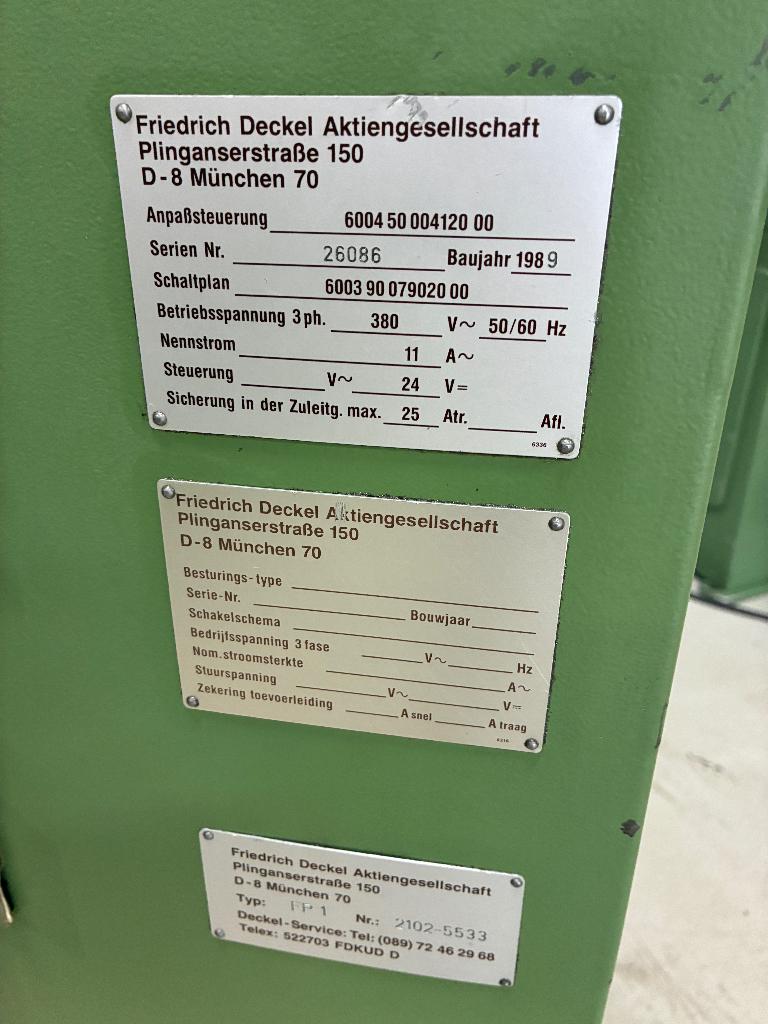 Friedrich Deckel Aktiengesellschaft
Plinganserstraße 150
D-8 München 70
Anpaßsteuerung 6004 50 004120 00
Serien Nr. 26086 Baujahr 1989
Schaltplan 6003 90 079020 00
Betriebsspannung 3 ph. 380 V~ 50/60 Hz
Nennstrom 11 A~
Steuerung V~ 24 V=
Sicherung in der Zuleitg. max. 25 Atr. Afl.
6336
Friedrich Deckel Aktiengesellschaft
Plinganserstraße 150
D-8 München 70
Besturings-type
Serie-Nr. Bouwjaar
Schakelschema
Bedrijfsspanning 3 fase V~ Hz
Nom. stroomsterkte A~
Stuurspanning V~ V=
Zekering toevoerleiding A snel A traag
Friedrich Deckel Aktiengesellschaft
Plinganserstraße 150
D-8 München 70
Typ: FP 1 Nr.: 2102-5533
Deckel-Service: Tel: (089) 72 46 29 68
Telex: 522703 FDKUD D